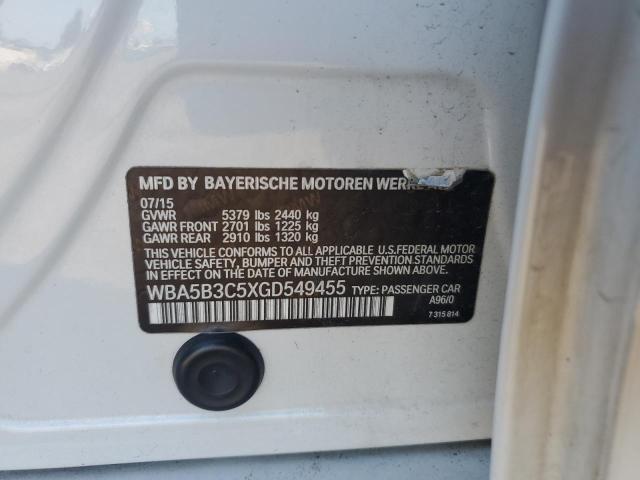 MFD BY BAYERISCHE MOTOREN
07/15
GVWR 5379 lbs 2440 kg
GAWR FRONT 2701 lbs 1225 kg
GAWR REAR 2910 lbs 1320 kg
THIS VEHICLE CONFORMS TO ALL APPLICABLE U.S.FEDERAL MOTOR
VEHICLE SAFETY, BUMPER AND THEFT PREVENTION STANDARDS
IN EFFECT ON THE DATE OF MANUFACTURE SHOWN ABOVE.
WBA5B3C5XGD549455 TYPE: PASSENGER CAR
A96/0
7 315 814